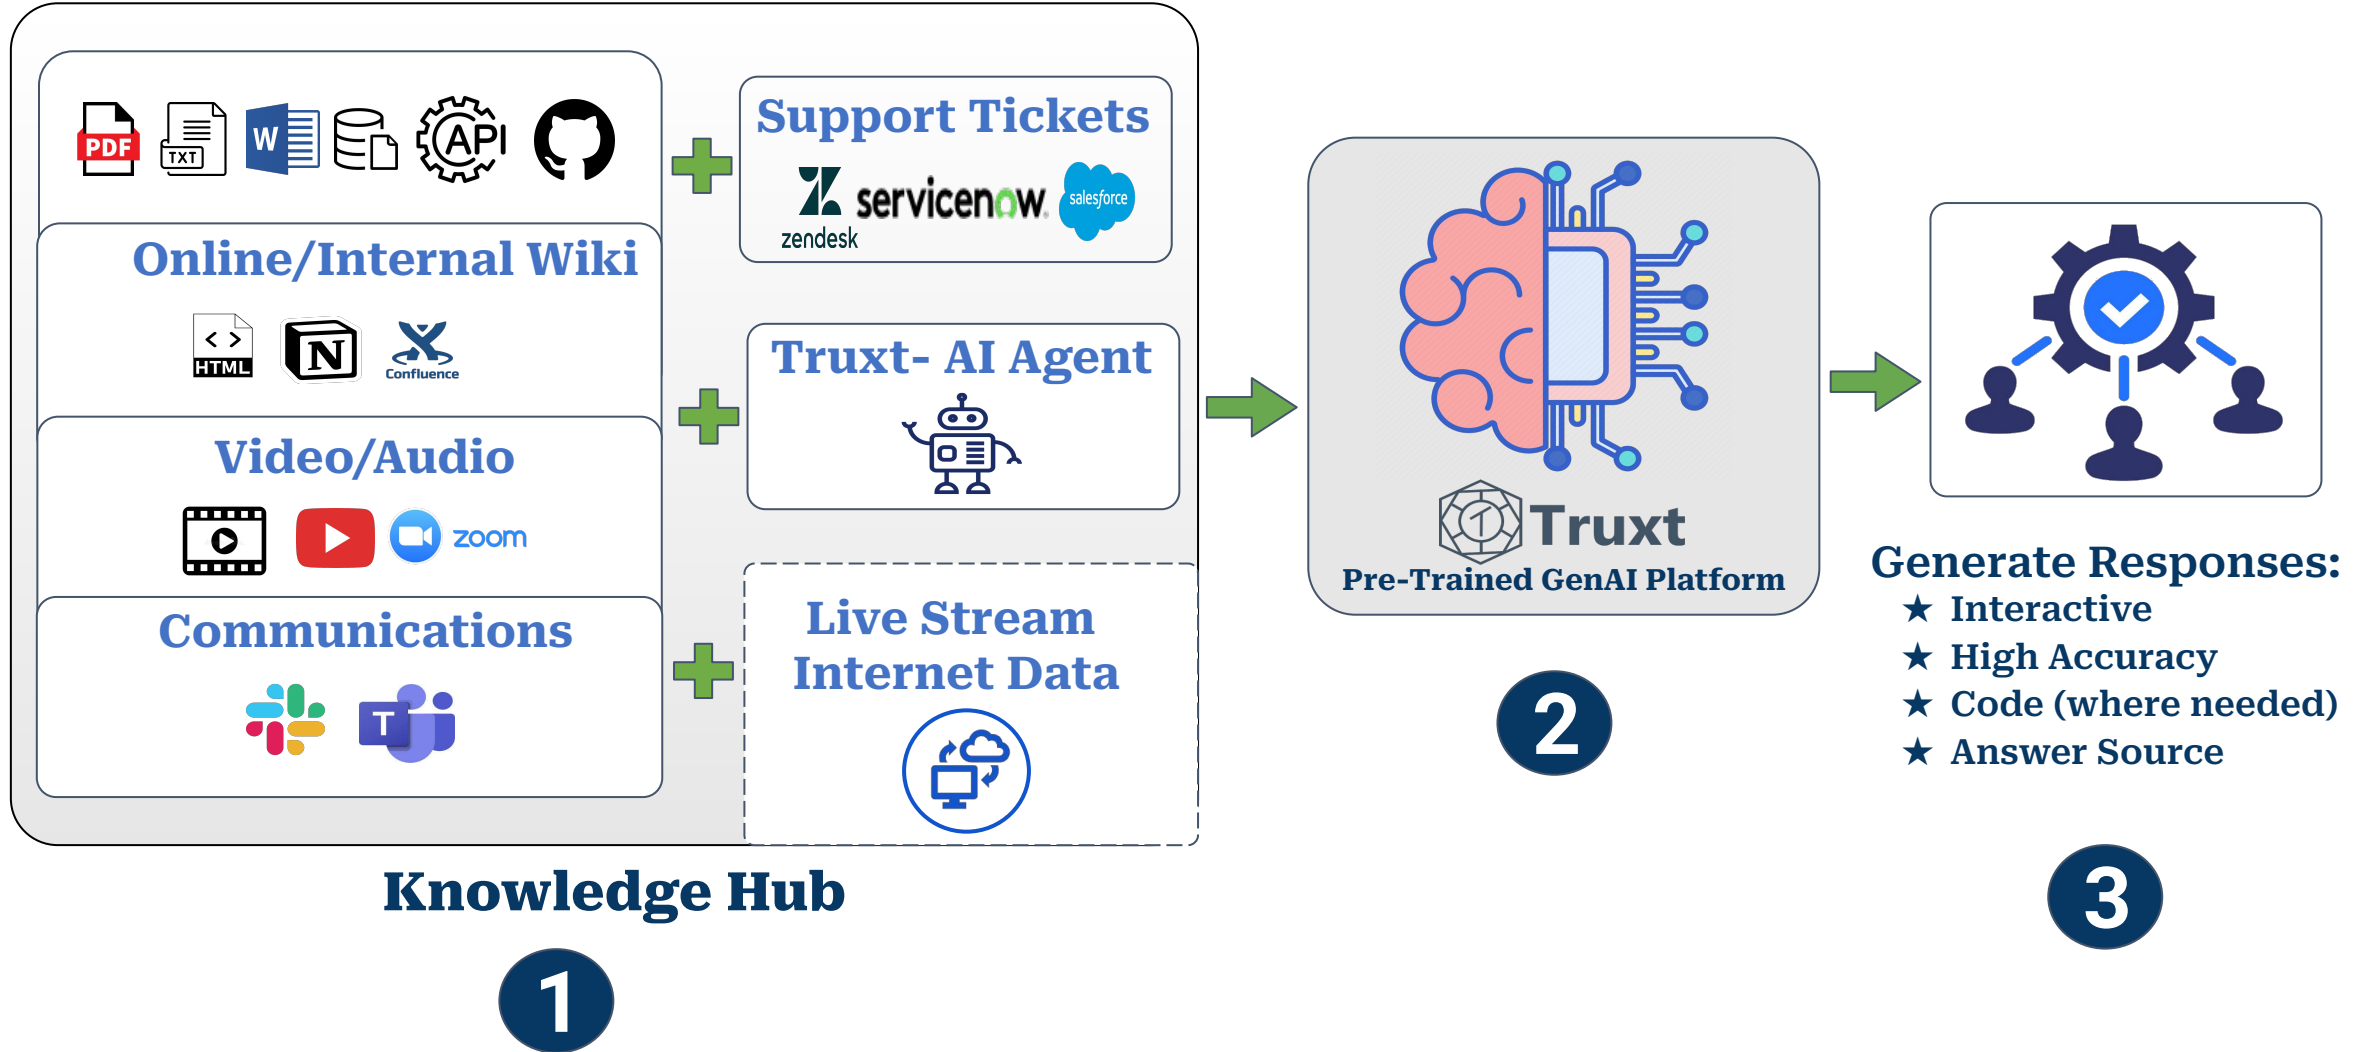 PDF
TXT
W
API
Online/Internal Wiki
< >
HTML
N
Confluence
Video/Audio
zoom
Communications
T
Support Tickets
zendesk
servicenow
salesforce
Truxt- AI Agent
Live Stream
Internet Data
Knowledge Hub
1
Truxt
Pre-Trained GenAI Platform
2
Generate Responses:
★ Interactive
★ High Accuracy
★ Code (where needed)
★ Answer Source
3